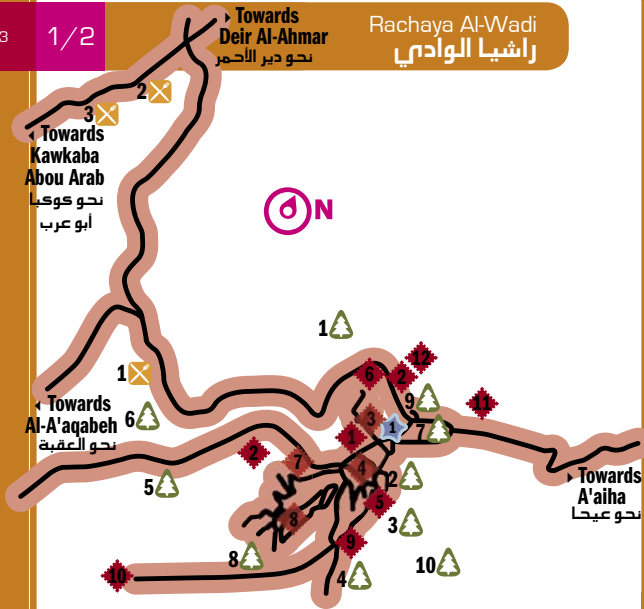 3
1/2
Towards
Deir Al-Ahmar
نحو دير الأحمر
Rachaya Al-Wadi
راشيا الوادي
2
3
Towards
Kawkaba
Abou Arab
نحو كوكبا
أبو عرب
N
1
12
6
2
1
9
11
Towards
Al-A'aqabeh
نحو العقبة
6
3
1
1
7
2
7
4
2
5
5
3
8
9
8
4
10
10
Towards
A'aiha
نحو عيحا